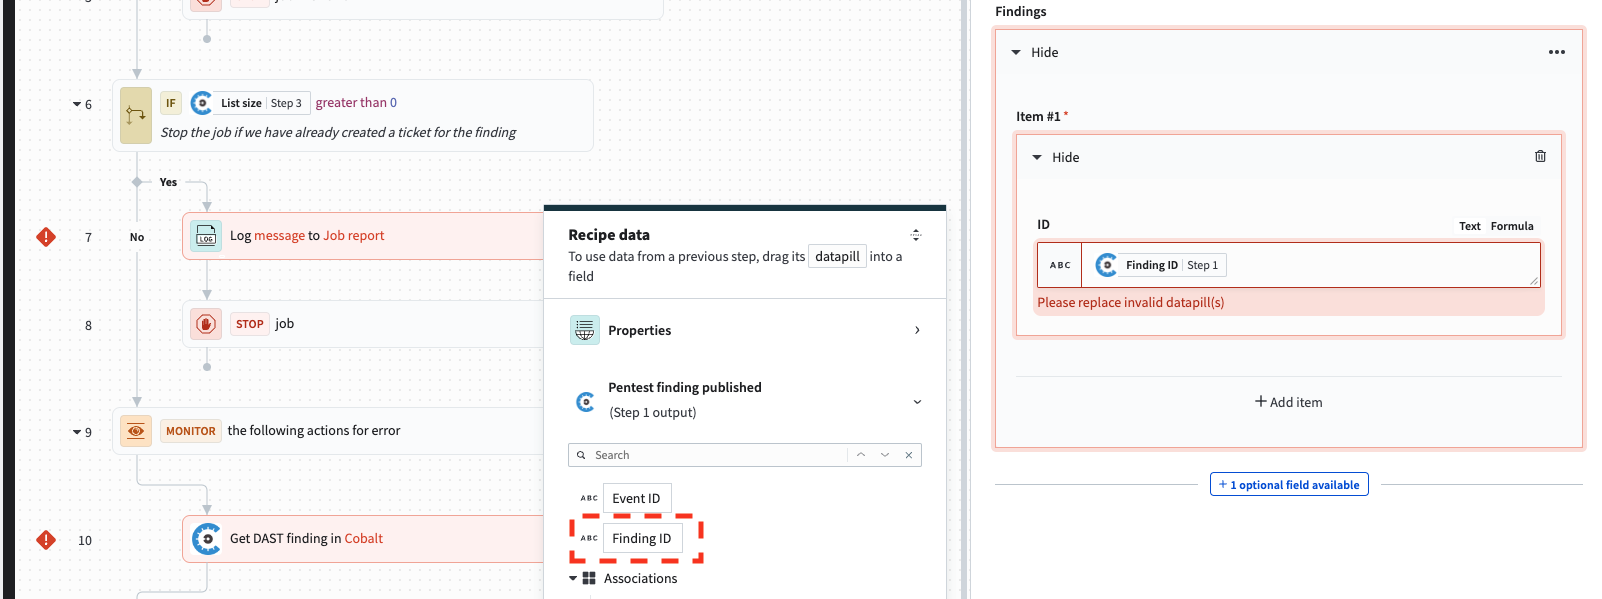 6
IF List size Step 3 greater than 0
Stop the job if we have already created a ticket for the finding
Yes
7
No
LOG
Log message to Job report
8
STOP job
9
MONITOR the following actions for error
10
Get DAST finding in Cobalt
Recipe data
To use data from a previous step, drag its datapill into a
field
Properties
Pentest finding published
(Step 1 output)
Search
ABC Event ID
ABC Finding ID
Associations
Findings
Hide
Item #1 *
Hide
ID
Text Formula
ABC Finding ID Step 1
Please replace invalid datapill(s)
+ Add item
+ 1 optional field available